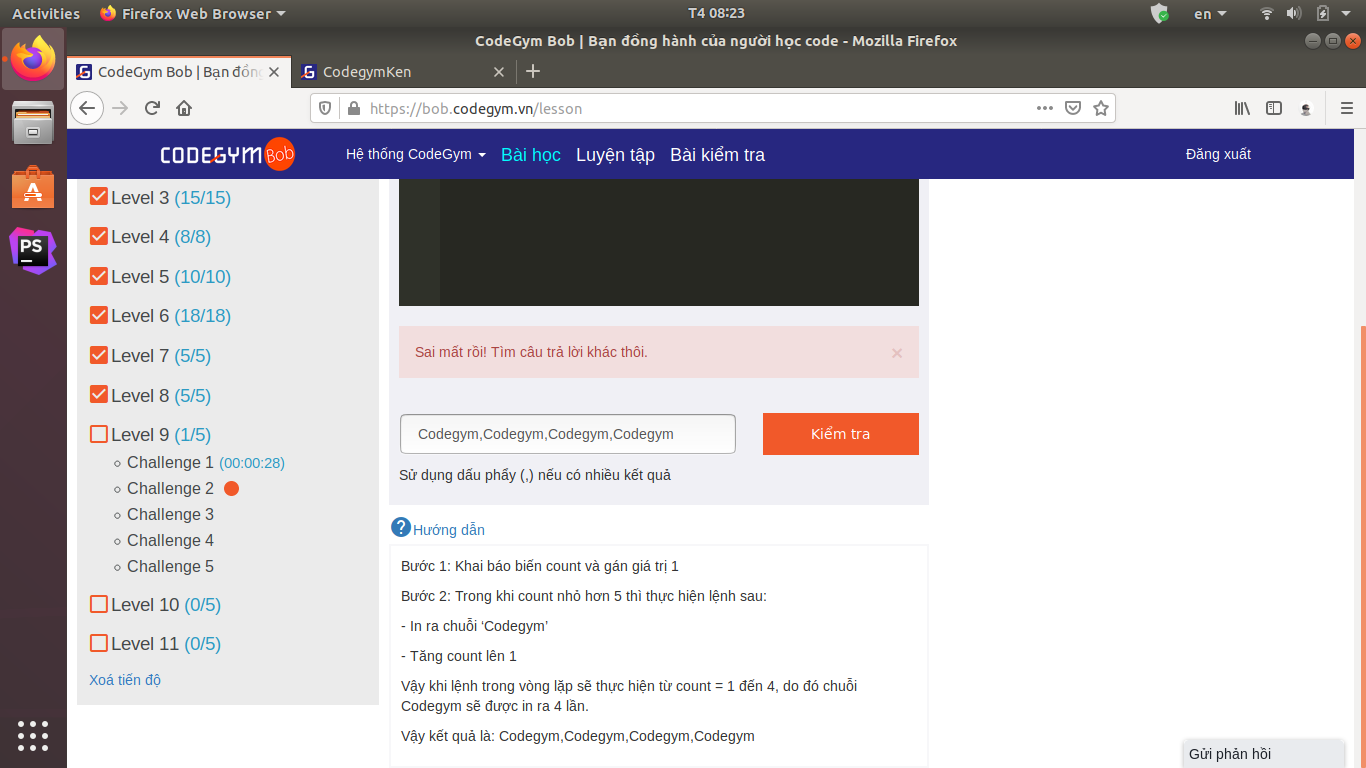 Activities
Firefox Web Browser
T4 08:23
en
CodeGym Bob | Bạn đồng hành của người học code - Mozilla Firefox
CodeGym Bob | Bạn đồng
CodegymKen
https://bob.codegym.vn/lesson
CODEGYM Bob
Hệ thống CodeGym
Bài học
Luyện tập
Bài kiểm tra
Đăng xuất
Level 3 (15/15)
Level 4 (8/8)
Level 5 (10/10)
Level 6 (18/18)
Level 7 (5/5)
Level 8 (5/5)
Level 9 (1/5)
Challenge 1 (00:00:28)
Challenge 2
Challenge 3
Challenge 4
Challenge 5
Level 10 (0/5)
Level 11 (0/5)
Xoá tiến độ
Sai mất rồi! Tìm câu trả lời khác thôi.
×
Codegym,Codegym,Codegym,Codegym
Kiểm tra
Sử dụng dấu phẩy (,) nếu có nhiều kết quả
Hướng dẫn
Bước 1: Khai báo biến count và gán giá trị 1
Bước 2: Trong khi count nhỏ hơn 5 thì thực hiện lệnh sau:
- In ra chuỗi ‘Codegym’
- Tăng count lên 1
Vậy khi lệnh trong vòng lặp sẽ thực hiện từ count = 1 đến 4, do đó chuỗi
Codegym sẽ được in ra 4 lần.
Vậy kết quả là: Codegym,Codegym,Codegym,Codegym
Gửi phản hồi
PS